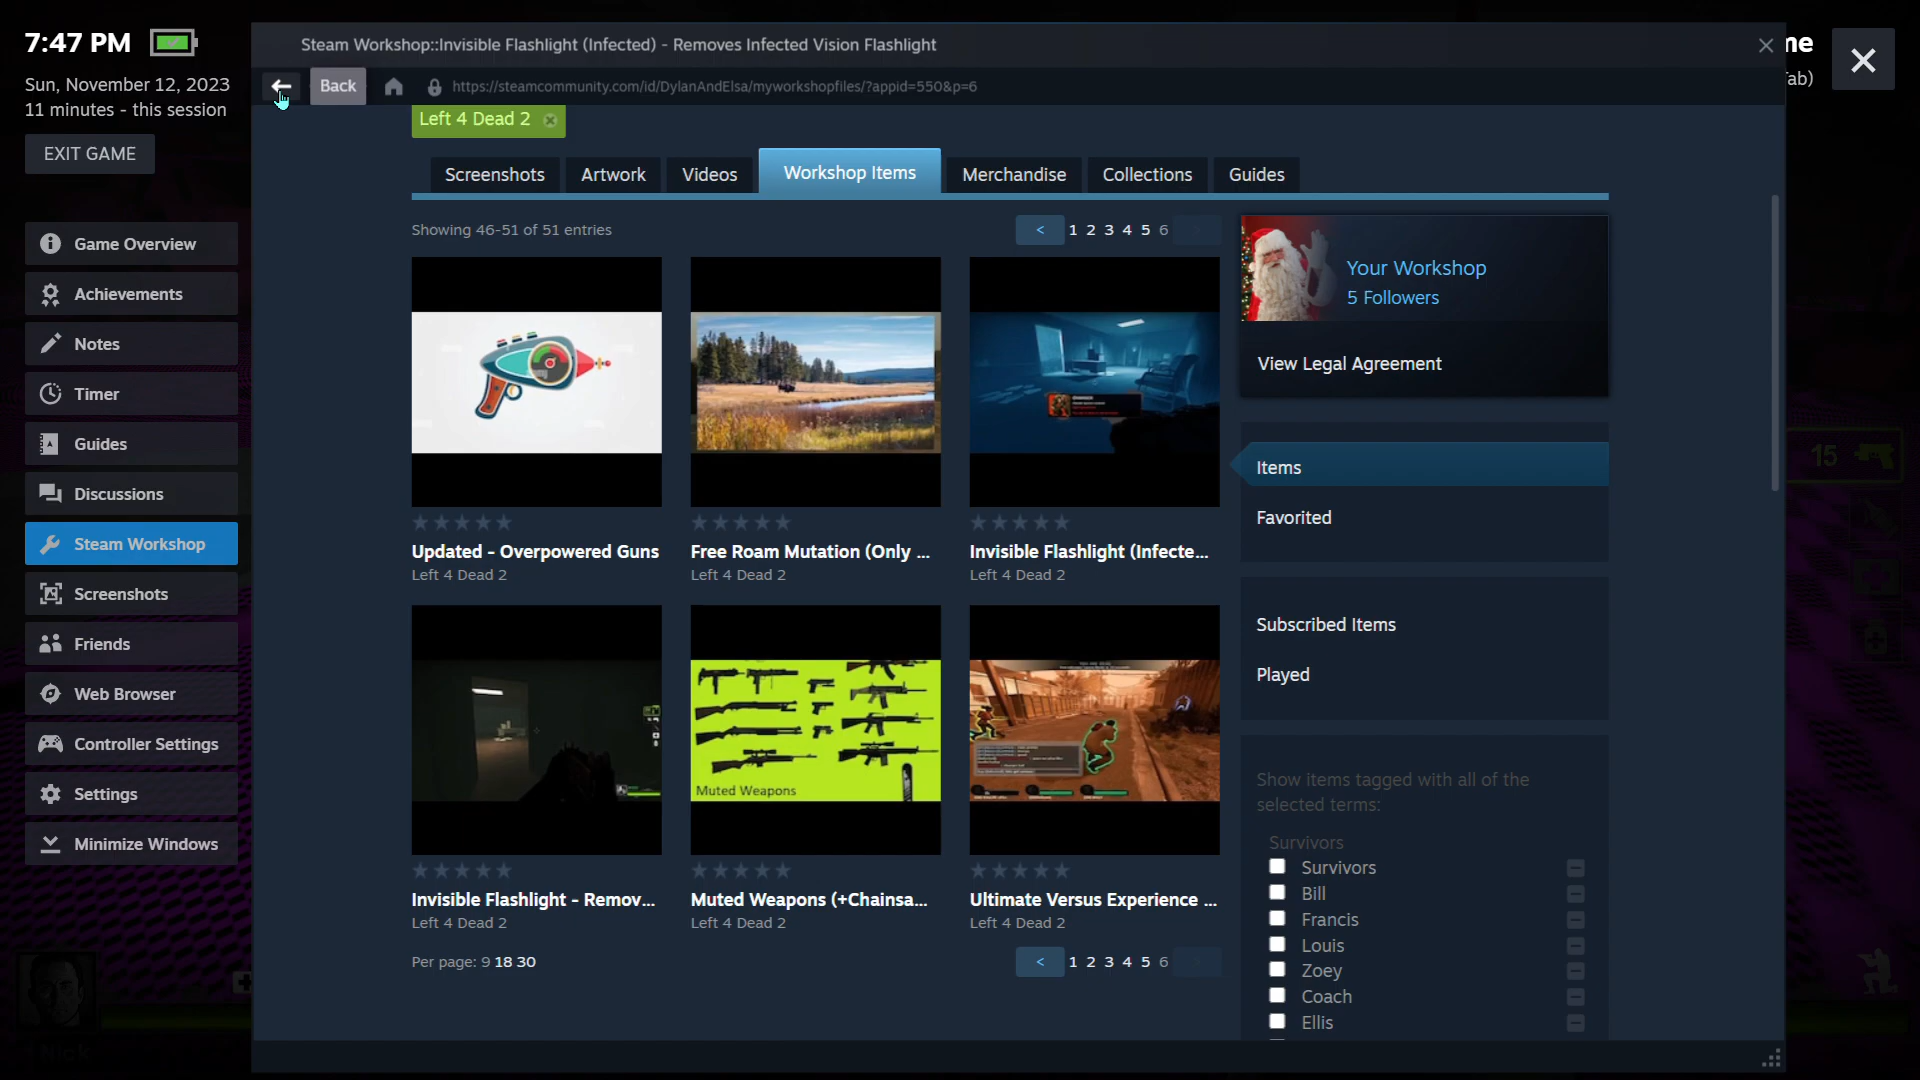 7:47 PM
Sun, November 12, 2023
11 minutes - this session
EXIT GAME
Game Overview
Achievements
Notes
Timer
Guides
Discussions
Steam Workshop
Screenshots
Friends
Web Browser
Controller Settings
Settings
Minimize Windows
Steam Workshop::Invisible Flashlight (Infected) - Removes Infected Vision Flashlight
Back
https://steamcommunity.com/id/DylanAndElsa/myworkshopfiles/?appid=550&p=6
Left 4 Dead 2
Screenshots
Artwork
Videos
Workshop Items
Merchandise
Collections
Guides
Showing 46-51 of 51 entries
< 1 2 3 4 5 6
Updated - Overpowered Guns
Left 4 Dead 2
Free Roam Mutation (Only ...
Left 4 Dead 2
Invisible Flashlight (Infecte...
Left 4 Dead 2
Muted Weapons
Invisible Flashlight - Remov...
Left 4 Dead 2
Muted Weapons (+Chainsa...
Left 4 Dead 2
Ultimate Versus Experience ...
Left 4 Dead 2
Per page: 9 18 30
< 1 2 3 4 5 6
Your Workshop
5 Followers
View Legal Agreement
Items
Favorited
Subscribed Items
Played
Show items tagged with all of the
selected terms:
Survivors
Survivors
Bill
Francis
Louis
Zoey
Coach
Ellis
me
Tab)
15
Nick